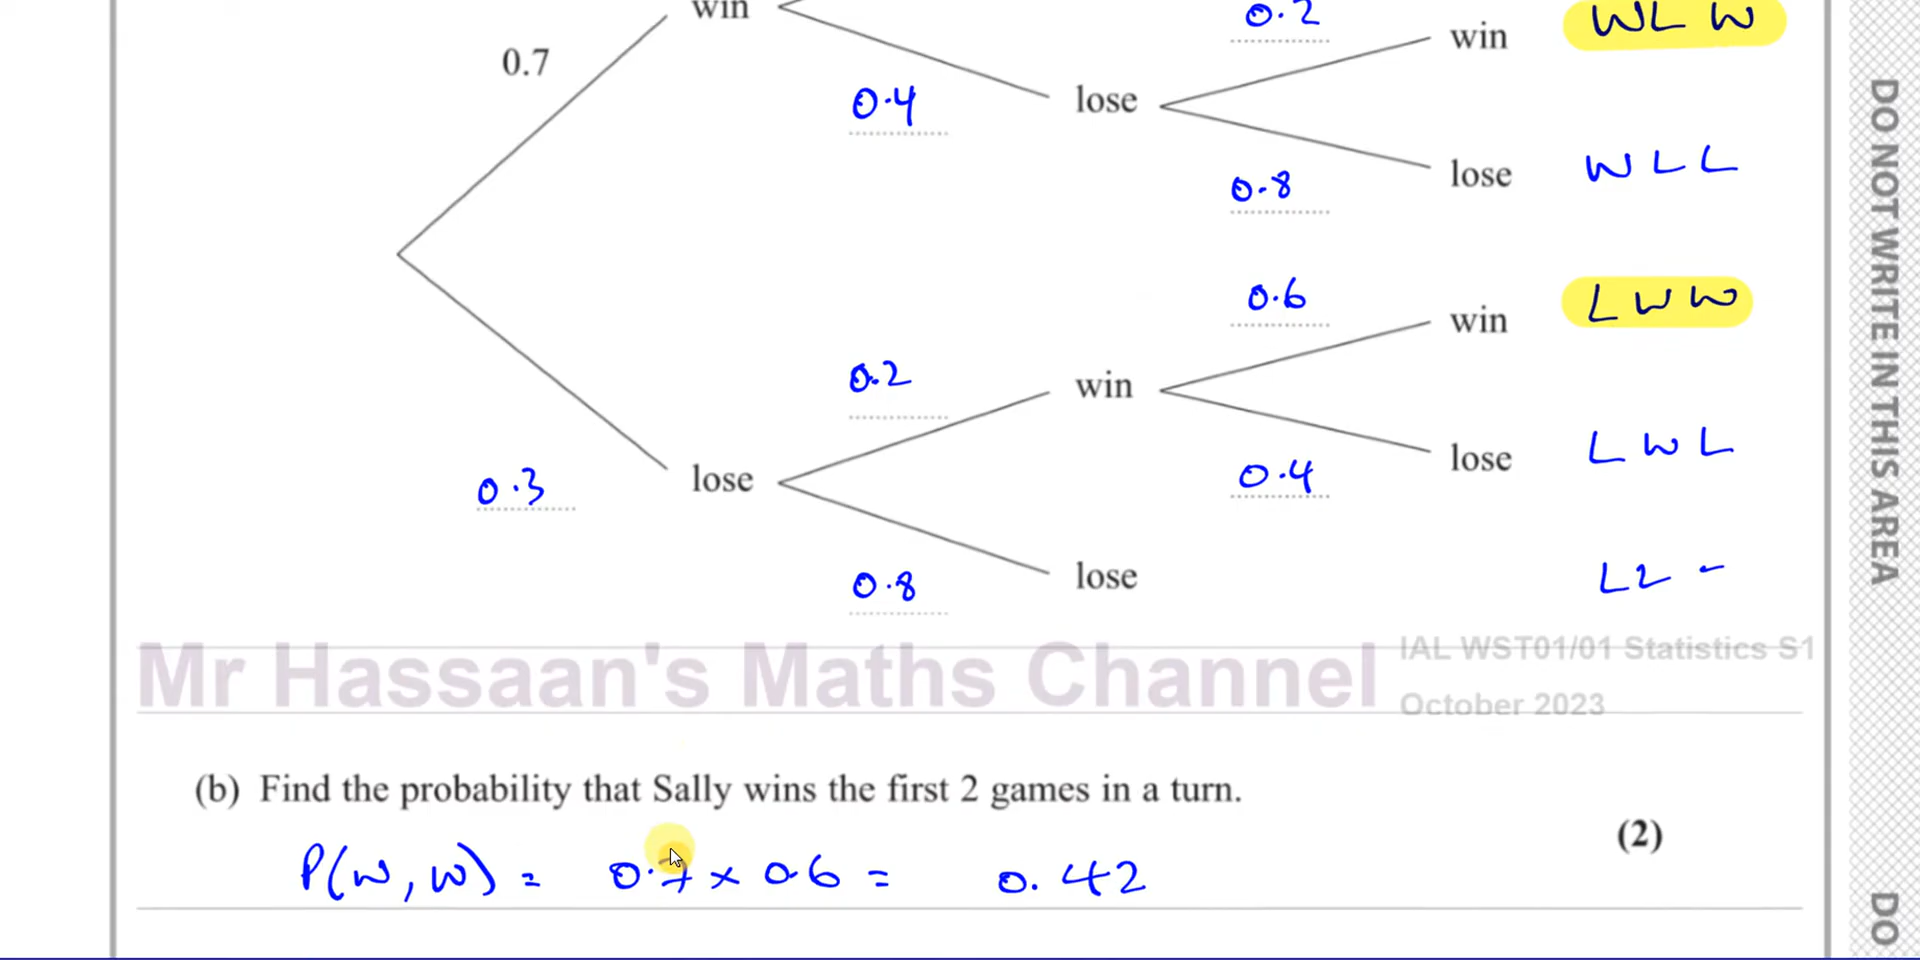 win
0.2
WLW
win
0.7
0.4
lose
WLL
lose
0.8
0.6
LWW
win
0.2
win
LWL
lose
0.4
0.3
lose
0.8
lose
LL -
Mr Hassaan's Maths Channel
IAL WST01/01 Statistics S1
October 2023
(b) Find the probability that Sally wins the first 2 games in a turn.
(2)
P(W, W) = 0.7 × 0.6 = 0.42
DO NOT WRITE IN THIS AREA
DO